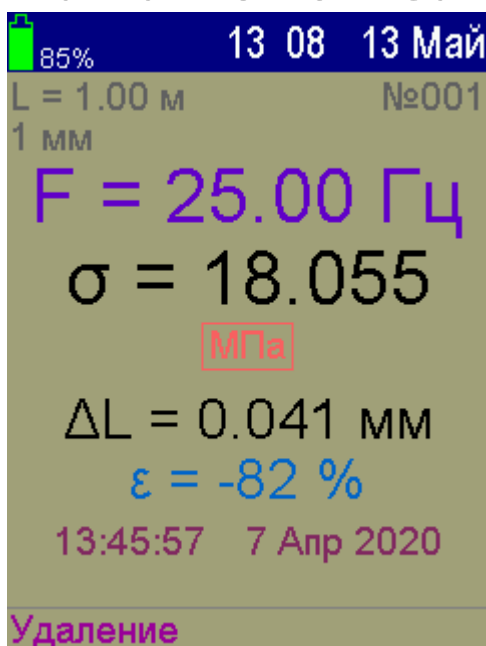 85% 13 08 13 Май
L = 1.00 м №001
1 мм
F = 25.00 Гц
σ = 18.055
МПа
ΔL = 0.041 мм
ε = -82 %
13:45:57 7 Апр 2020
Удаление